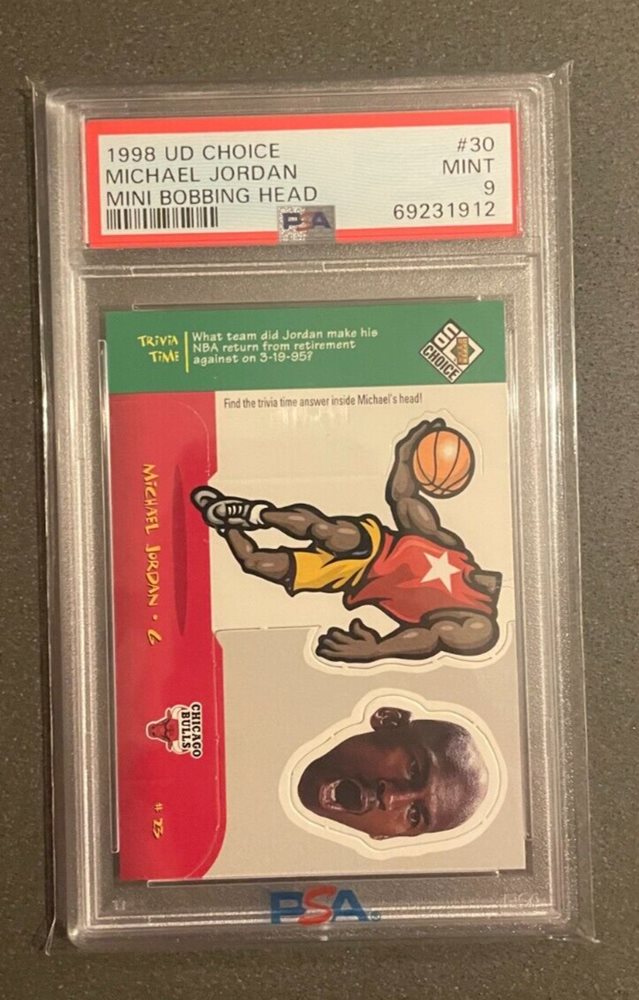 1998 UD CHOICE #30
MICHAEL JORDAN MINT
MINI BOBBING HEAD 9
PSA 69231912
TRIVIA TIME
What team did Jordan make his
NBA return from retirement
against on 3-19-95?
UPPER DECK
CHOICE
Find the trivia time answer inside Michael's head!
MICHAEL JORDAN • G
CHICAGO
BULLS
# 23
PSA